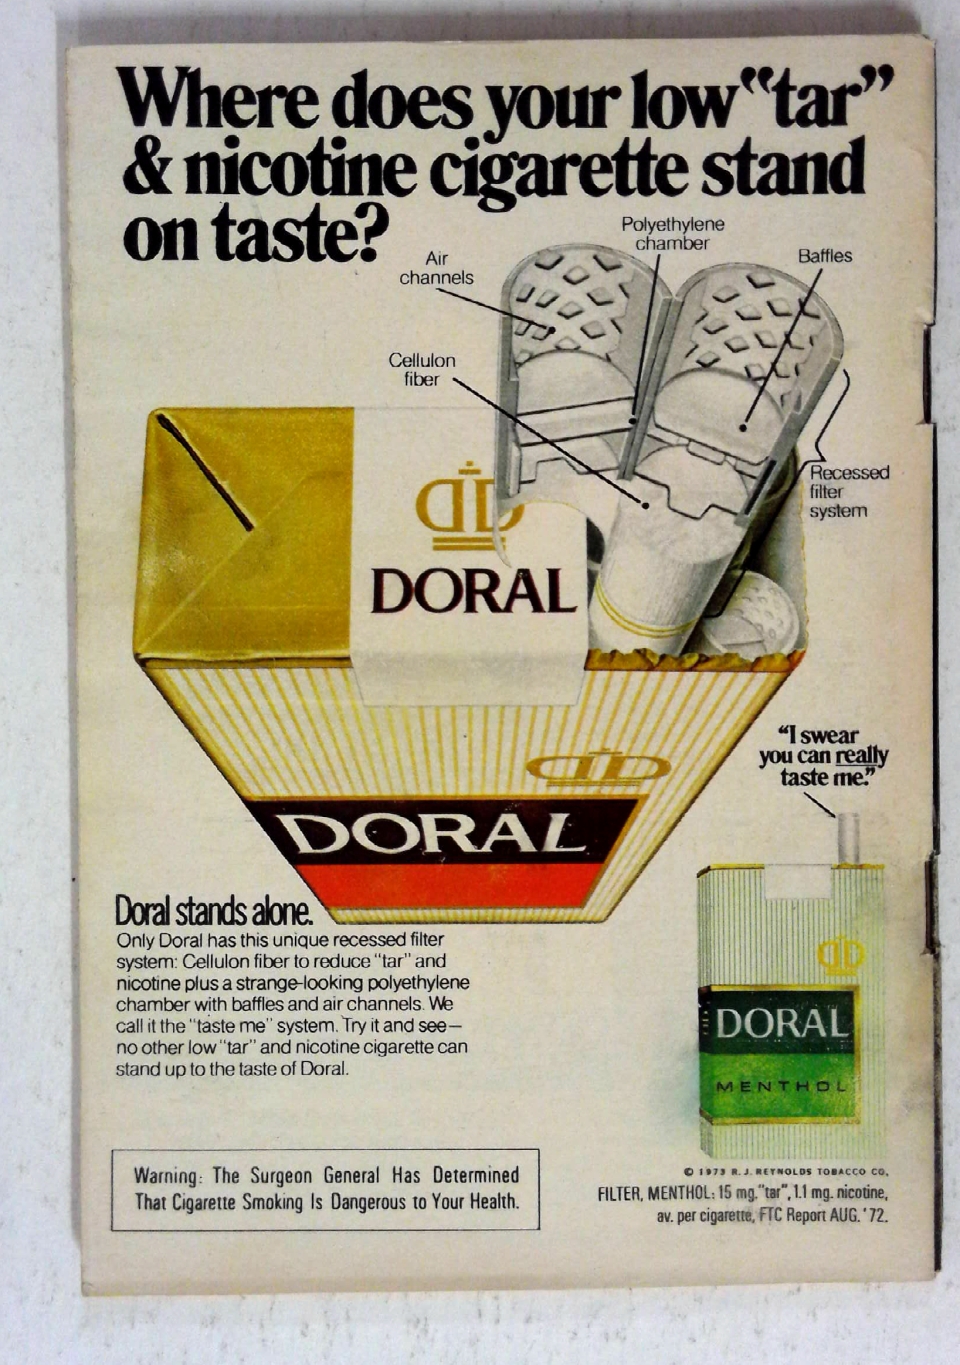 Where does your low "tar"
& nicotine cigarette stand
on taste?
Polyethylene
chamber
Air
channels
Baffles
Cellulon
fiber
Recessed
filter
system
DORAL
DORAL
"I swear
you can really
taste me."
Doral stands alone.
Only Doral has this unique recessed filter
system: Cellulon fiber to reduce "tar" and
nicotine plus a strange-looking polyethylene
chamber with baffles and air channels. We
call it the "taste me" system. Try it and see—
no other low "tar" and nicotine cigarette can
stand up to the taste of Doral.
DORAL
MENTHOL
Warning: The Surgeon General Has Determined
That Cigarette Smoking Is Dangerous to Your Health.
© 1973 R. J. REYNOLDS TOBACCO CO.
FILTER, MENTHOL: 15 mg. "tar", 1.1 mg. nicotine,
av. per cigarette, FTC Report AUG. '72.